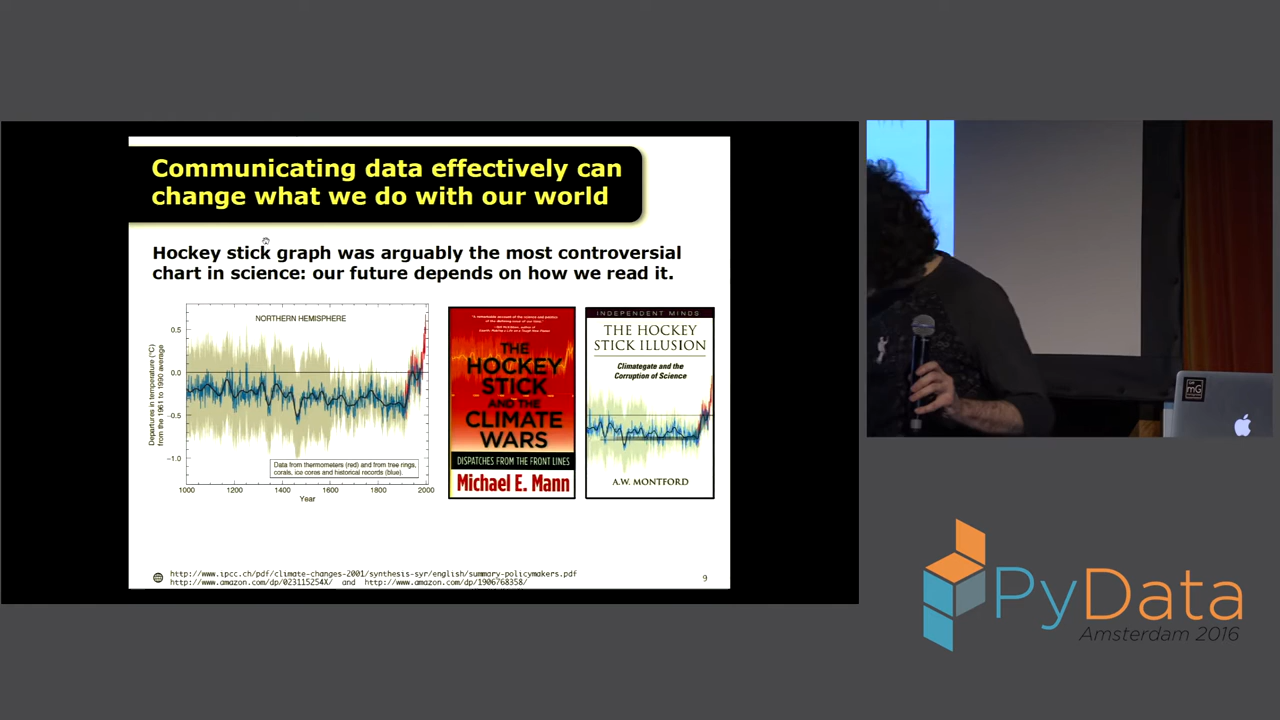 Communicating data effectively can
change what we do with our world
Hockey stick graph was arguably the most controversial
chart in science: our future depends on how we read it.
NORTHERN HEMISPHERE
Departures in temperature (°C)
from the 1961 to 1990 average
0.5
0.0
−0.5
−1.0
Data from thermometers (red) and from tree rings,
corals, ice cores and historical records (blue).
1000 1200 1400 1600 1800 2000
Year
THE
HOCKEY
STICK
AND THE
CLIMATE
WARS
DISPATCHES FROM THE FRONT LINES
Michael E. Mann
INDEPENDENT MINDS
THE HOCKEY
STICK ILLUSION
Climategate and the
Corruption of Science
A.W. MONTFORD
http://www.ipcc.ch/pdf/climate-changes-2001/synthesis-syr/english/summary-policymakers.pdf
http://www.amazon.com/dp/023115254X/ and http://www.amazon.com/dp/1906768358/
9
mG
PyData
Amsterdam 2016